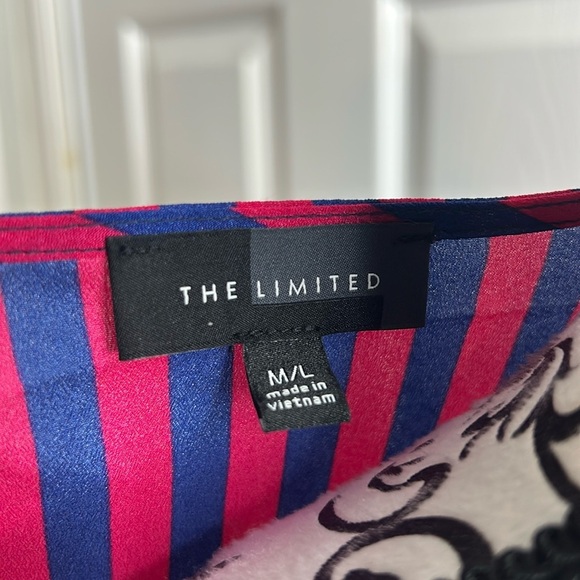 THE LIMITED
M/L
made in
vietnam